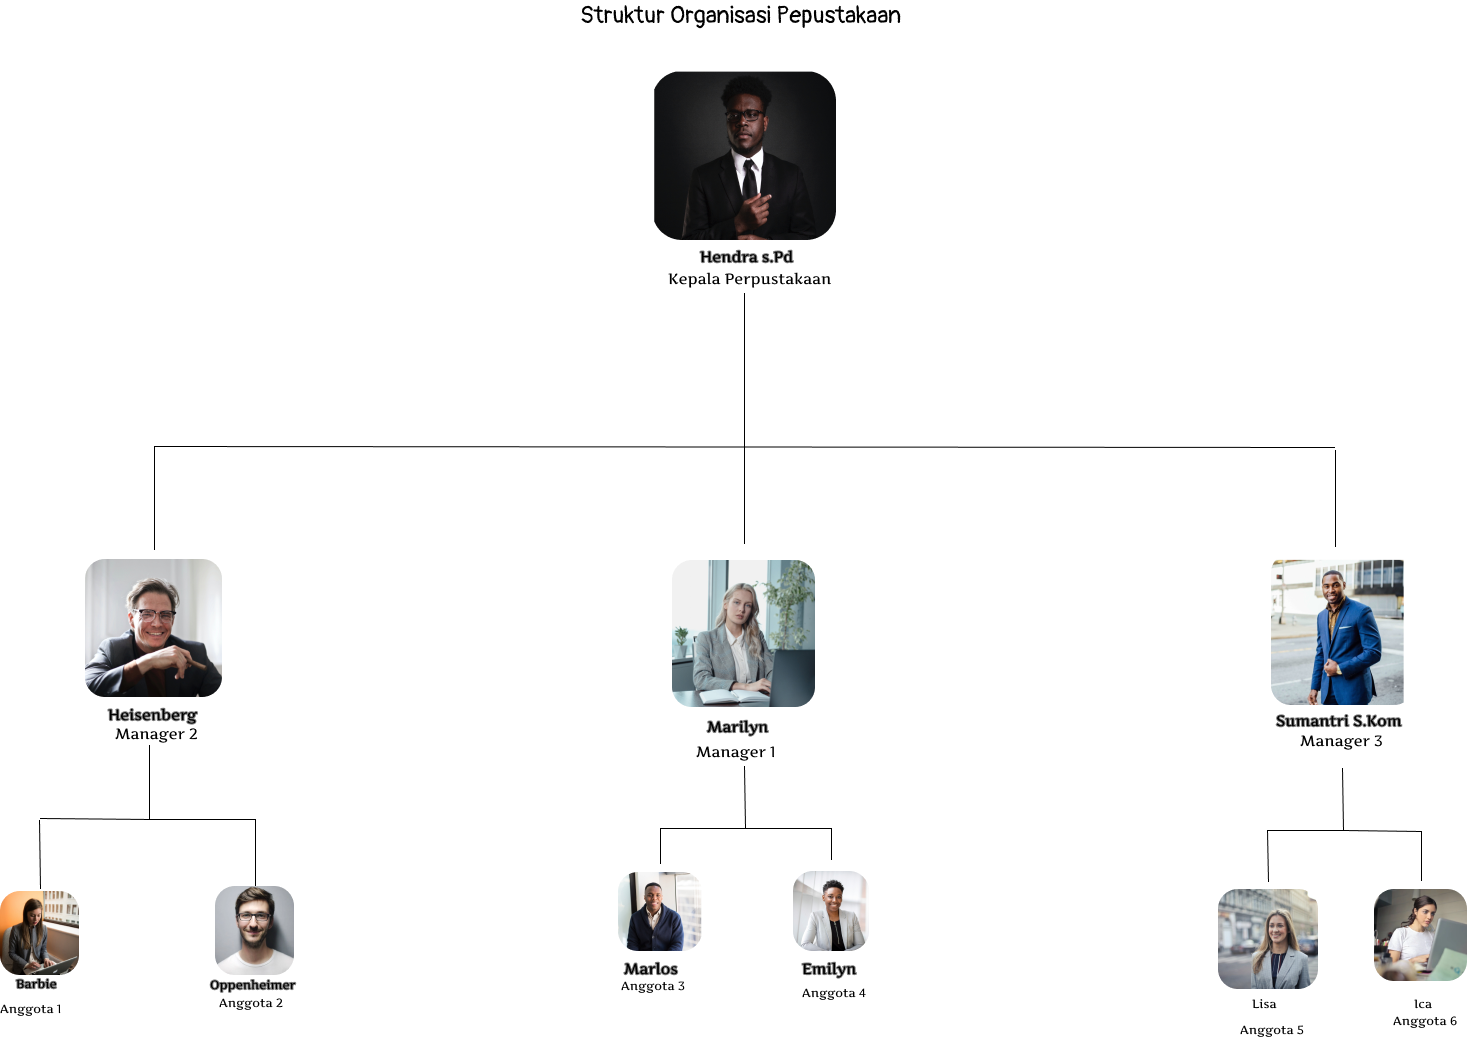 Struktur Organisasi Pepustakaan
Hendra s.Pd
Kepala Perpustakaan
Heisenberg
Manager 2
Marilyn
Manager 1
Sumantri S.Kom
Manager 3
Barbie
Anggota 1
Oppenheimer
Anggota 2
Marlos
Anggota 3
Emilyn
Anggota 4
Lisa
Anggota 5
Ica
Anggota 6